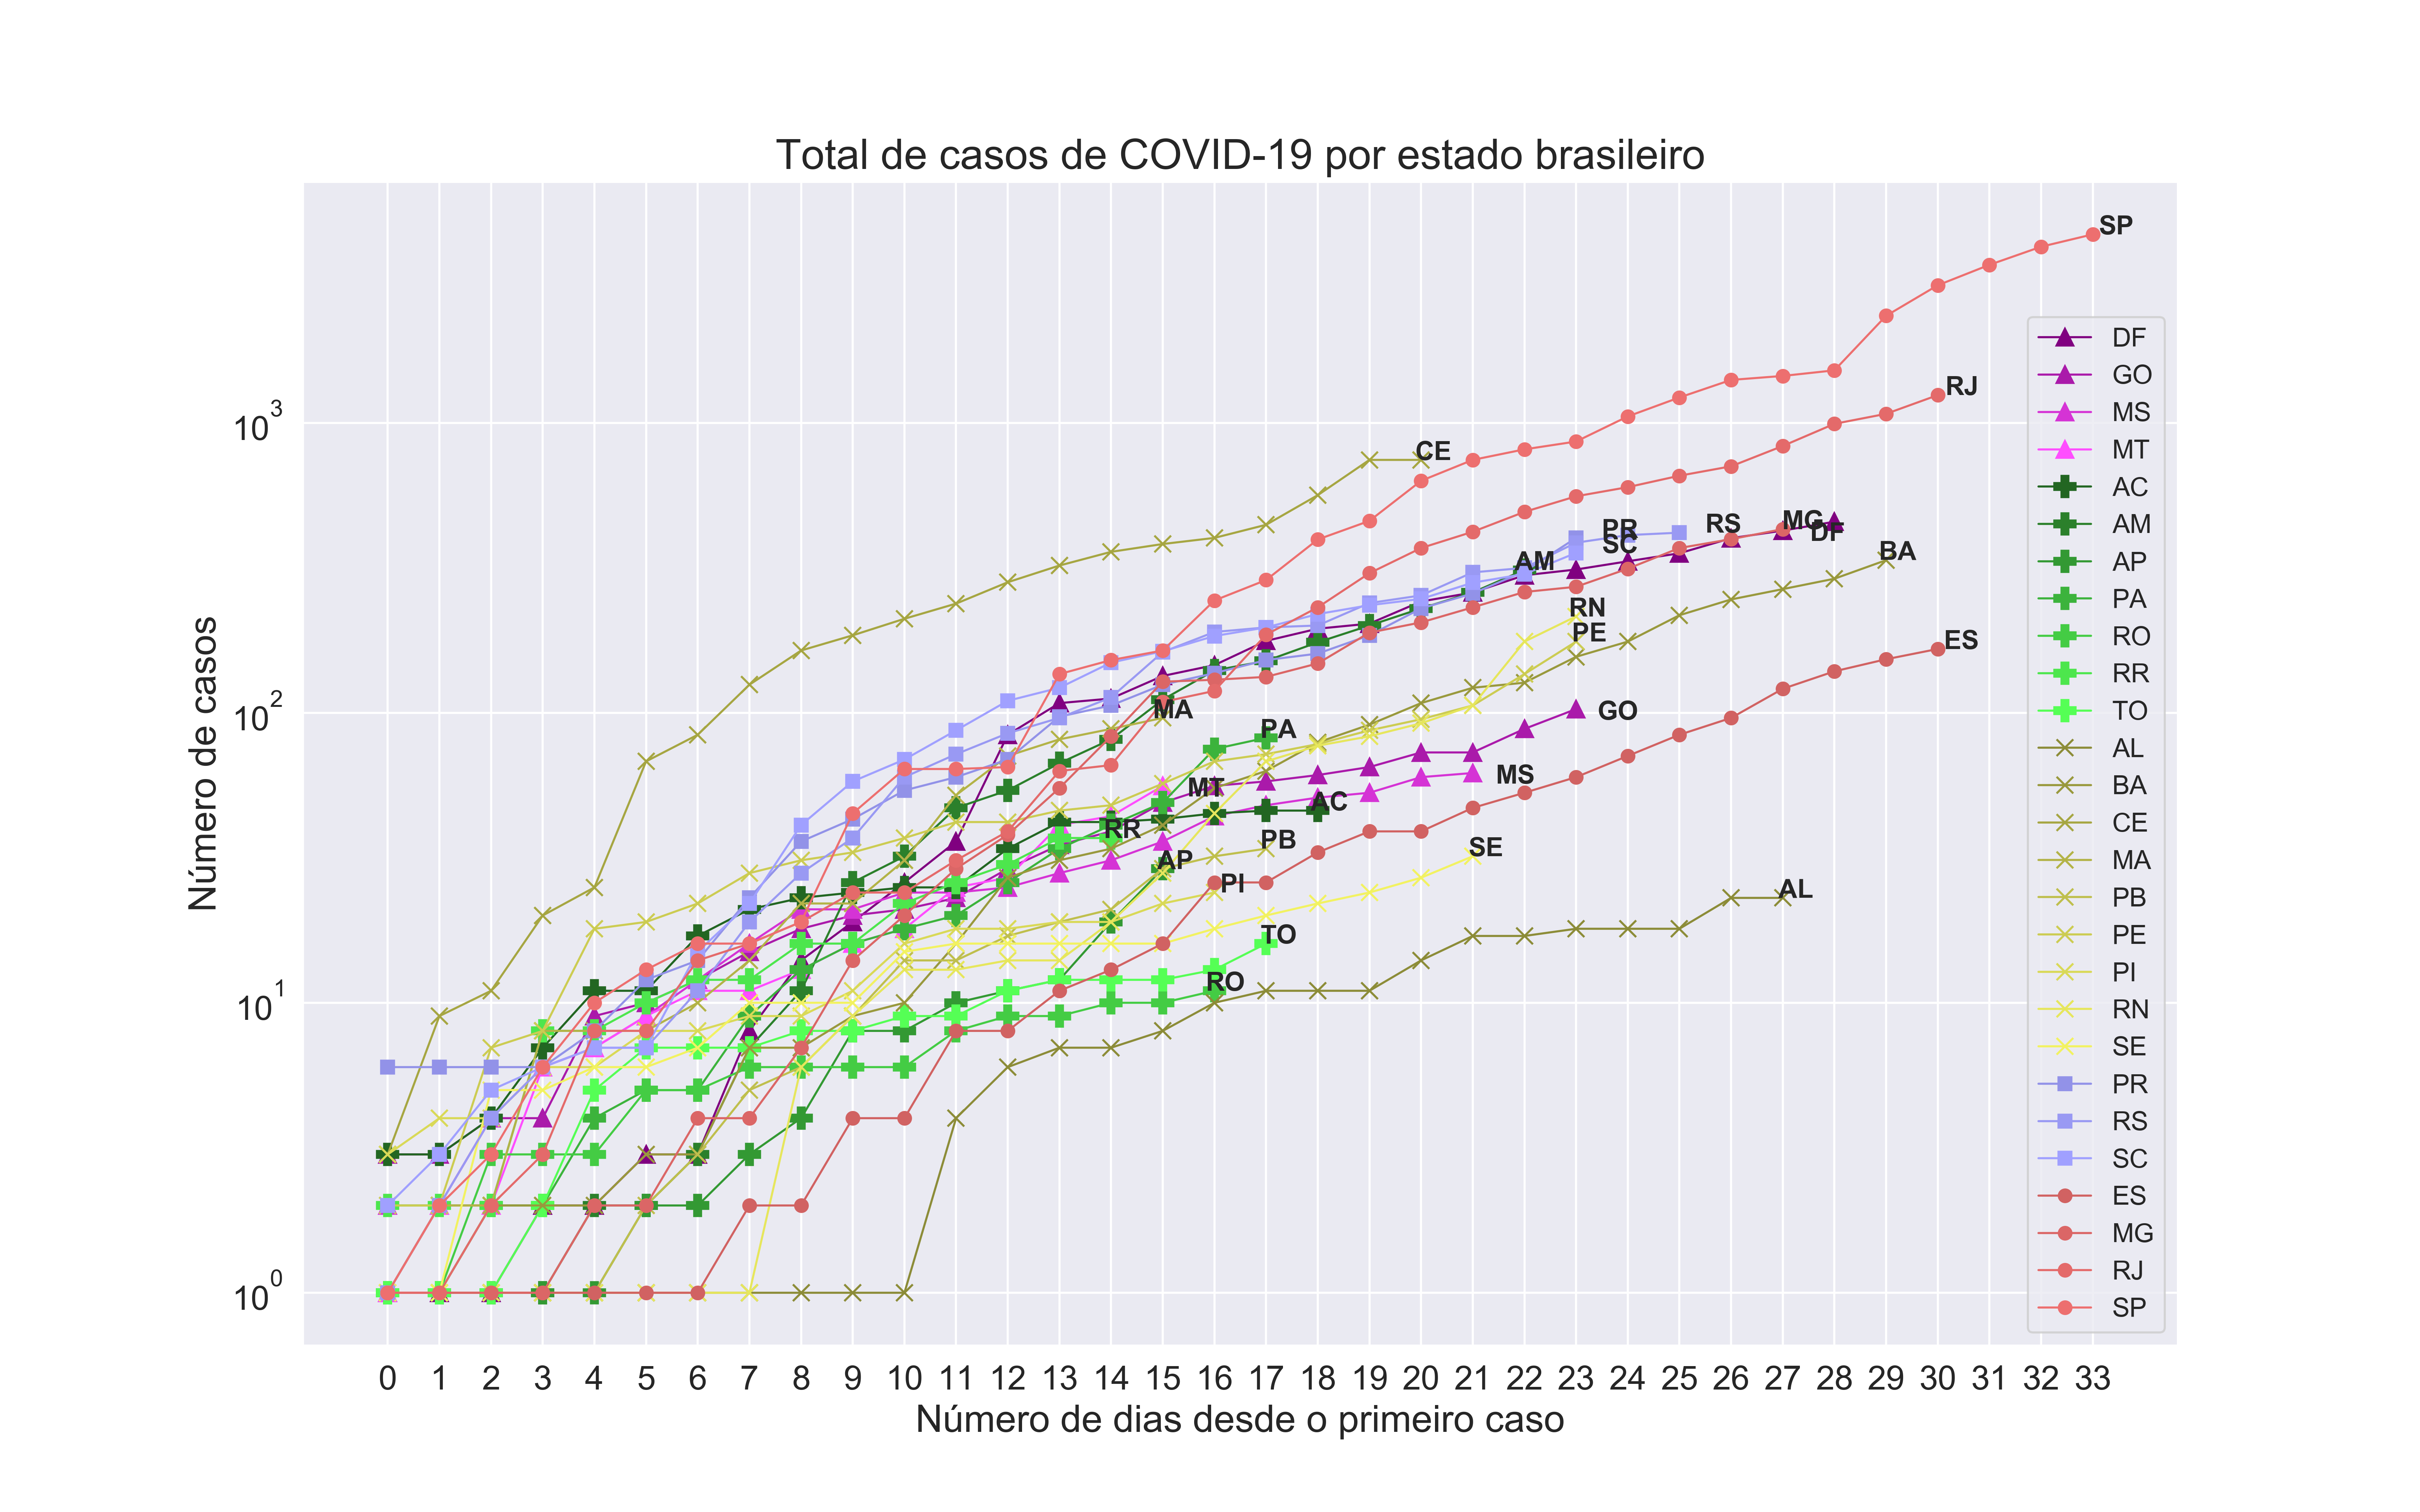 Total de casos de COVID-19 por estado brasileiro
SP
RJ
CE
PR
RS
MG
SC
DF
BA
AM
RN
PE
ES
MA
GO
PA
MS
MT
AC
RR
PB
SE
AP
PI
AL
TO
RO
DF
GO
MS
MT
AC
AM
AP
PA
RO
RR
TO
AL
BA
CE
MA
PB
PE
PI
RN
SE
PR
RS
SC
ES
MG
RJ
SP
Número de casos
10^3
10^2
10^1
10^0
0 1 2 3 4 5 6 7 8 9 10 11 12 13 14 15 16 17 18 19 20 21 22 23 24 25 26 27 28 29 30 31 32 33
Número de dias desde o primeiro caso